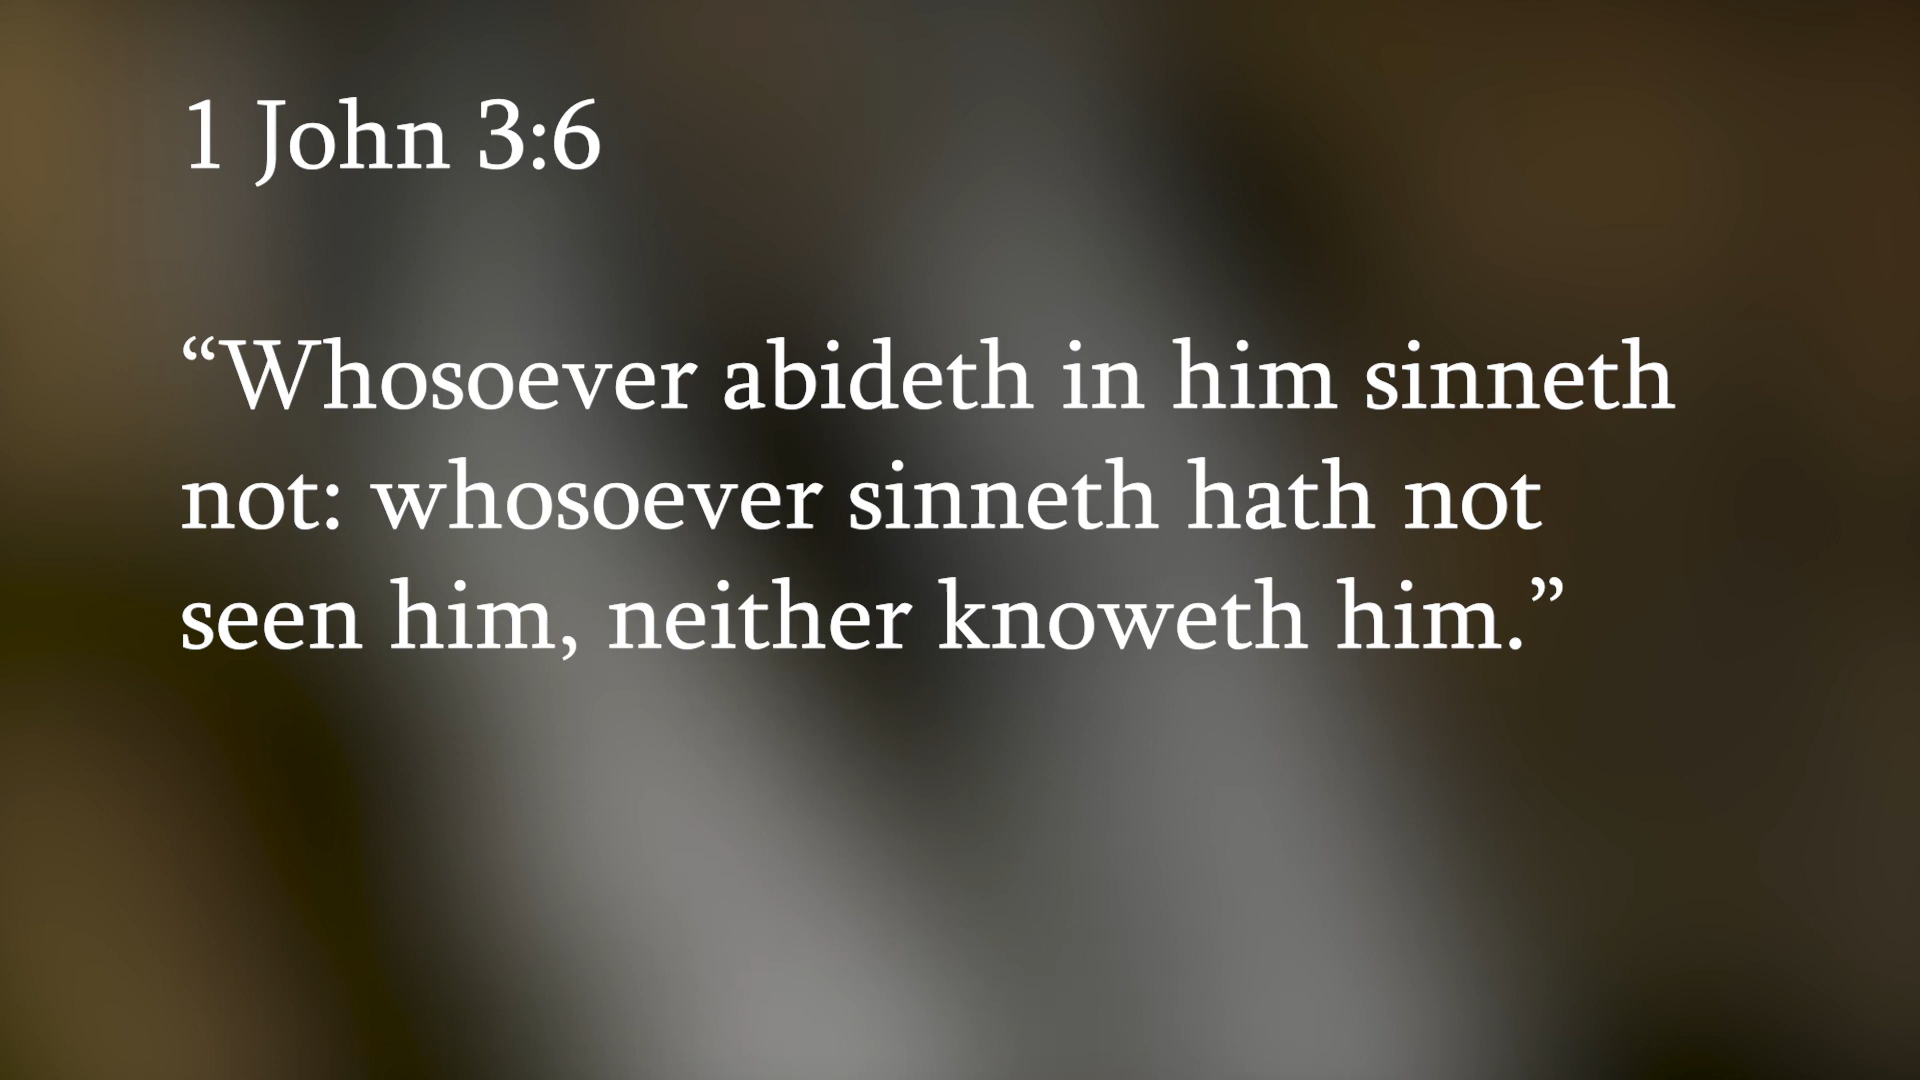 1 John 3:6
“Whosoever abideth in him sinneth
not: whosoever sinneth hath not
seen him, neither knoweth him.”